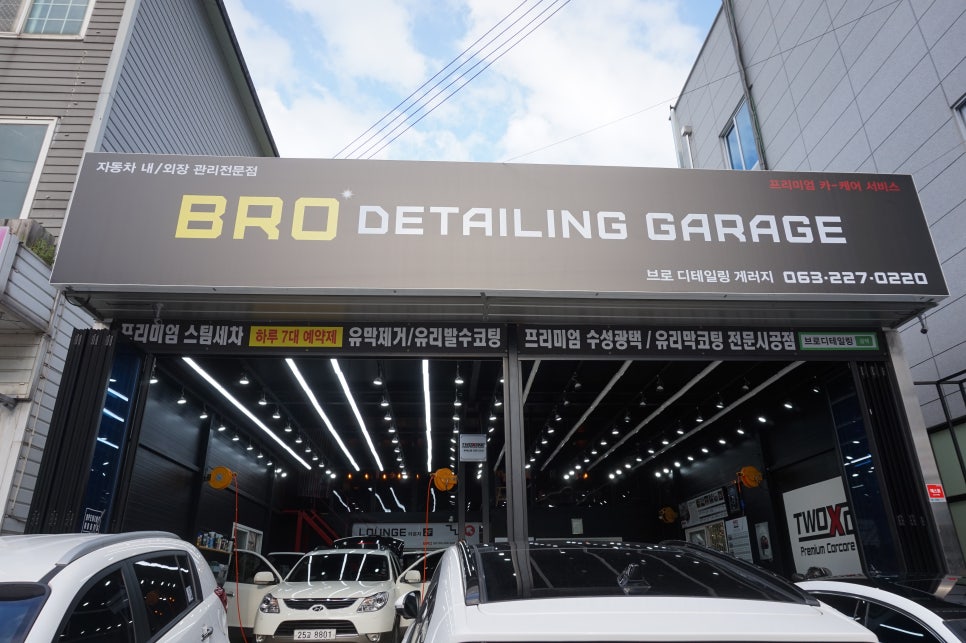 자동차 내/외장 관리전문점
프리미엄 카-케어 서비스
BRO DETAILING GARAGE
브로 디테일링 게러지 063·227·0220
프리미엄 스팀세차 하루 7대 예약제 유막제거/유리발수코팅 프리미엄 수성광택 / 유리막코팅 전문시공점 브로디테일링
TWOX
Premium Carcare
LOUNGE
25고 8801